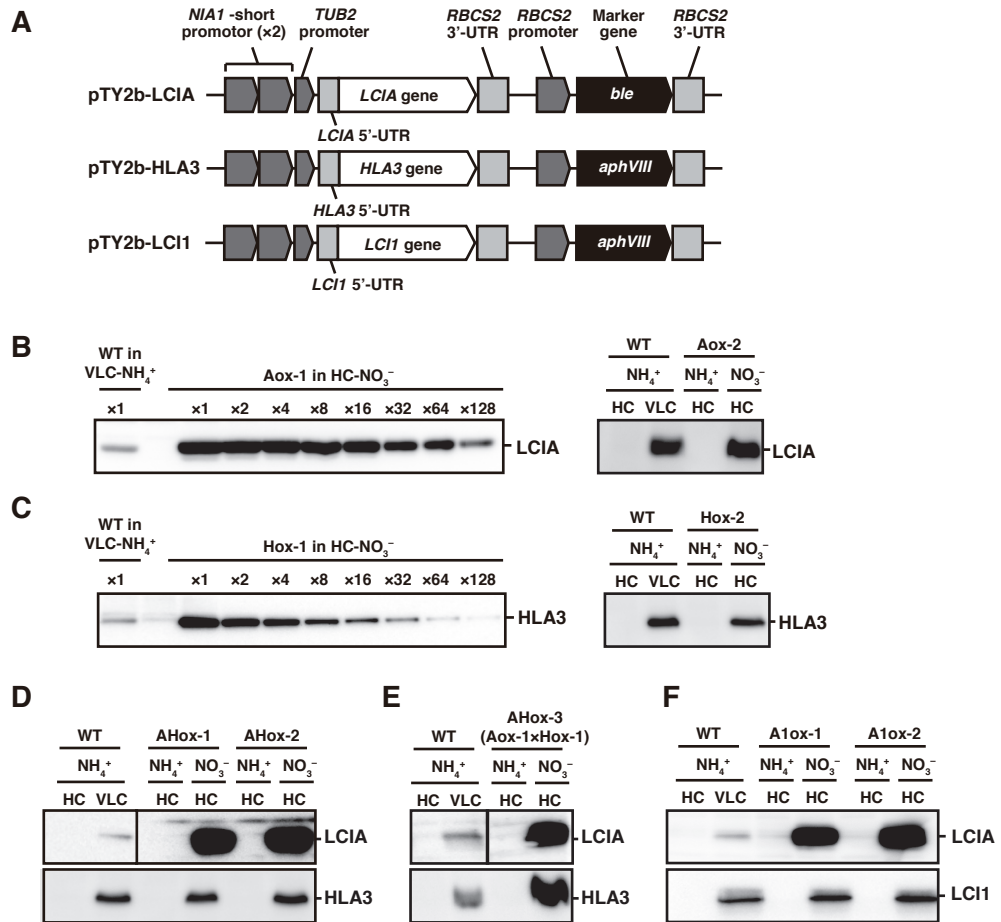 A
NIA1 -short promotor (×2)
TUB2 promoter
RBCS2 3'-UTR
RBCS2 promoter
Marker gene
RBCS2 3'-UTR
pTY2b-LCIA
LCIA gene
ble
LCIA 5'-UTR
pTY2b-HLA3
HLA3 gene
aphVIII
HLA3 5'-UTR
pTY2b-LCI1
LCI1 gene
aphVIII
LCI1 5'-UTR
B
WT in VLC-NH₄⁺
Aox-1 in HC-NO₃⁻
×1 ×1 ×2 ×4 ×8 ×16 ×32 ×64 ×128
LCIA
WT Aox-2
NH₄⁺ NH₄⁺ NO₃⁻
HC VLC HC HC
LCIA
C
WT in VLC-NH₄⁺
Hox-1 in HC-NO₃⁻
×1 ×1 ×2 ×4 ×8 ×16 ×32 ×64 ×128
HLA3
WT Hox-2
NH₄⁺ NH₄⁺ NO₃⁻
HC VLC HC HC
HLA3
D
WT AHox-1 AHox-2
NH₄⁺ NH₄⁺ NO₃⁻ NH₄⁺ NO₃⁻
HC VLC HC HC HC HC
LCIA
HLA3
E
WT
AHox-3
(Aox-1×Hox-1)
NH₄⁺ NH₄⁺ NO₃⁻
HC VLC HC HC
LCIA
HLA3
F
WT A1ox-1 A1ox-2
NH₄⁺ NH₄⁺ NO₃⁻ NH₄⁺ NO₃⁻
HC VLC HC HC HC HC
LCIA
LCI1